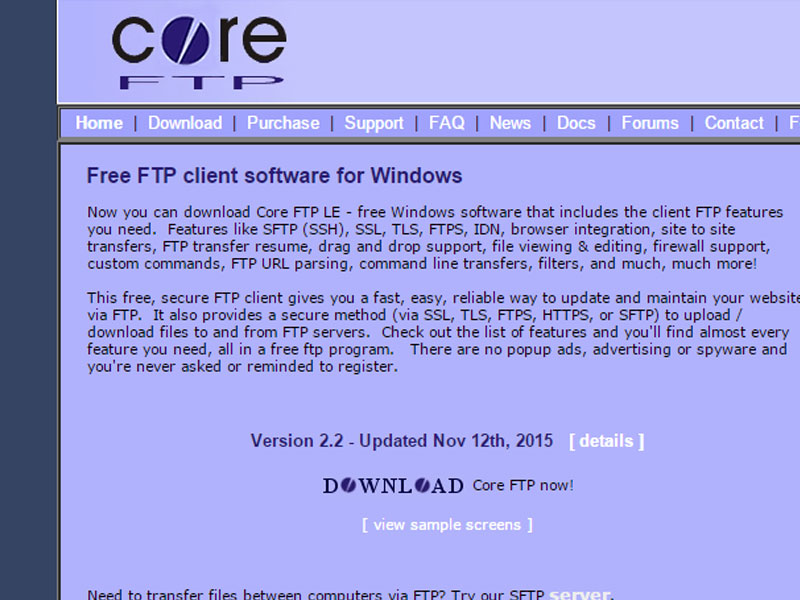 core
FTP
Home | Download | Purchase | Support | FAQ | News | Docs | Forums | Contact | F
Free FTP client software for Windows
Now you can download Core FTP LE - free Windows software that includes the client FTP features
you need. Features like SFTP (SSH), SSL, TLS, FTPS, IDN, browser integration, site to site
transfers, FTP transfer resume, drag and drop support, file viewing & editing, firewall support,
custom commands, FTP URL parsing, command line transfers, filters, and much, much more!
This free, secure FTP client gives you a fast, easy, reliable way to update and maintain your website
via FTP. It also provides a secure method (via SSL, TLS, FTPS, HTTPS, or SFTP) to upload /
download files to and from FTP servers. Check out the list of features and you'll find almost every
feature you need, all in a free ftp program. There are no popup ads, advertising or spyware and
you're never asked or reminded to register.
Version 2.2 - Updated Nov 12th, 2015 [ details ]
DOWNLOAD Core FTP now!
[ view sample screens ]
Need to transfer files between computers via FTP? Try our SFTP server.